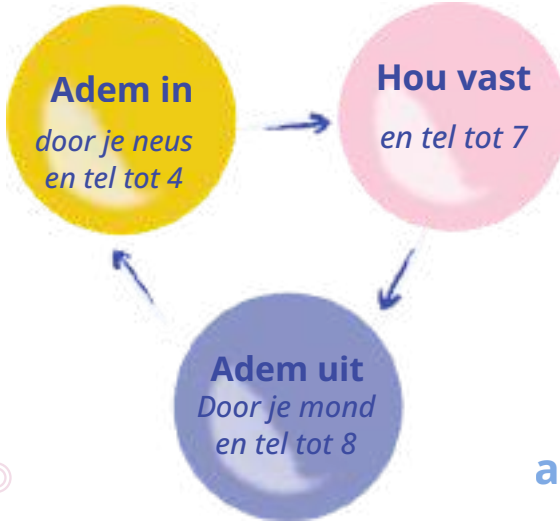 Adem in
door je neus
en tel tot 4
Hou vast
en tel tot 7
Adem uit
Door je mond
en tel tot 8
a